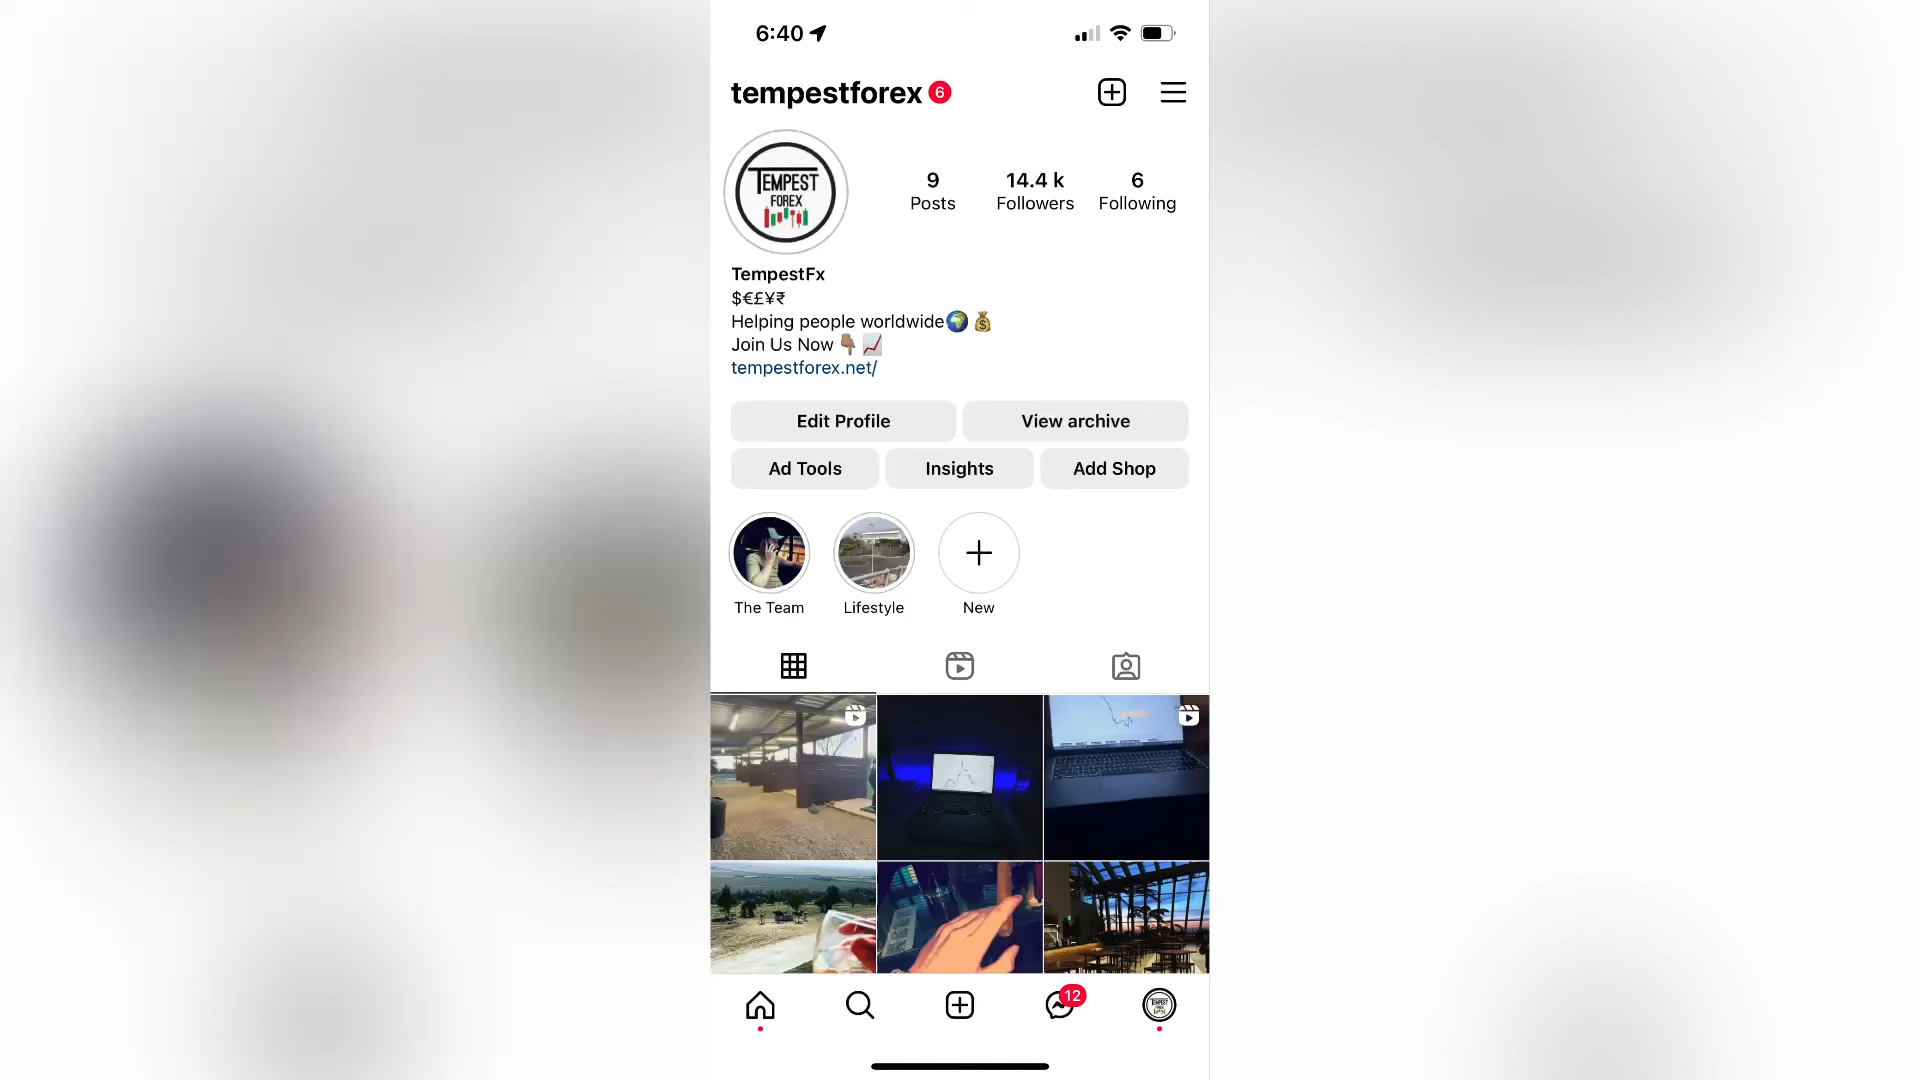 6:40
tempestforex 6
TEMPEST
FOREX
9
Posts
14.4 k
Followers
6
Following
TempestFx
$€£¥₹
Helping people worldwide🌍 💰
Join Us Now 👇🏽 📈
tempestforex.net/
Edit Profile
View archive
Ad Tools
Insights
Add Shop
The Team
Lifestyle
New
12